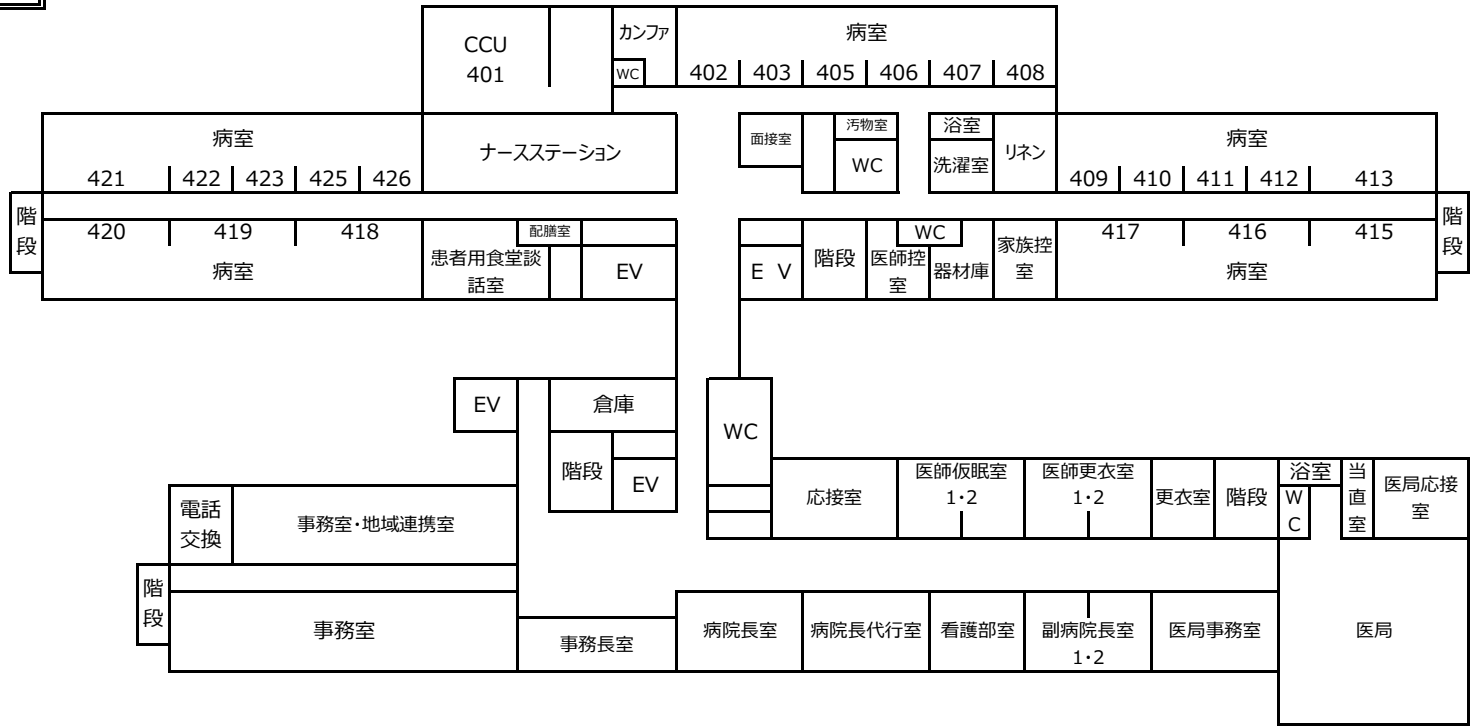 CCU
401
カンファ
WC
病室
402 403 405 406 407 408
病室
421 422 423 425 426
ナースステーション
面接室
汚物室
WC
浴室
洗濯室
リネン
病室
409 410 411 412 413
階
段
420 419 418
病室
患者用食堂談
話室
配膳室
EV
E V
階段
医師控
室
WC
器材庫
家族控
室
417 416 415
病室
階
段
EV
倉庫
階段
EV
WC
応接室
医師仮眠室
1・2
医師更衣室
1・2
更衣室
階段
浴室
W
C
当
直
室
医局応接
室
電話
交換
事務室・地域連携室
階
段
事務室
事務長室
病院長室
病院長代行室
看護部室
副病院長室
1・2
医局事務室
医局